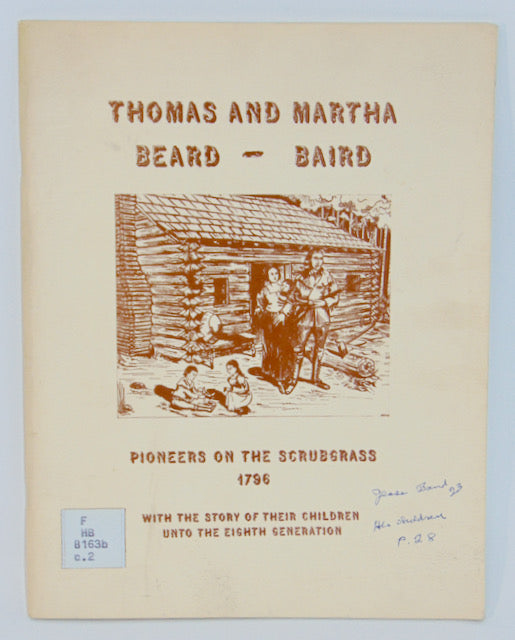 THOMAS AND MARTHA
BEARD - BAIRD
PIONEERS ON THE SCRUBGRASS
1796
WITH THE STORY OF THEIR CHILDREN
UNTO THE EIGHTH GENERATION
F
HB
B163b
c.2
Jesse Baird 93
His children
P. 28